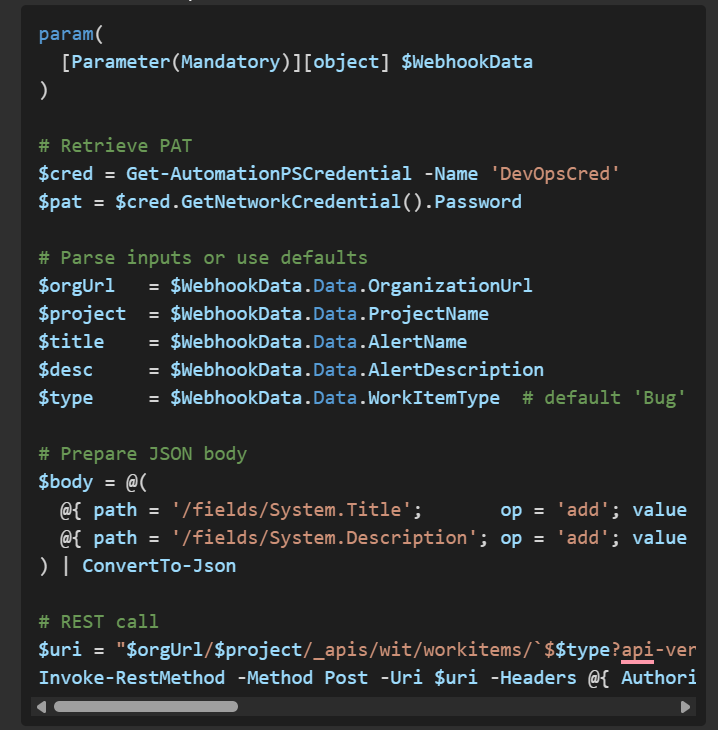 param(
  [Parameter(Mandatory)][object] $WebhookData
)
# Retrieve PAT
$cred = Get-AutomationPSCredential -Name 'DevOpsCred'
$pat = $cred.GetNetworkCredential().Password
# Parse inputs or use defaults
$orgUrl   = $WebhookData.Data.OrganizationUrl
$project  = $WebhookData.Data.ProjectName
$title    = $WebhookData.Data.AlertName
$desc     = $WebhookData.Data.AlertDescription
$type     = $WebhookData.Data.WorkItemType  # default 'Bug'
# Prepare JSON body
$body = @(
  @{ path = '/fields/System.Title';       op = 'add'; value
  @{ path = '/fields/System.Description'; op = 'add'; value
) | ConvertTo-Json
# REST call
$uri = "$orgUrl/$project/_apis/wit/workitems/`$$type?api-ver
Invoke-RestMethod -Method Post -Uri $uri -Headers @{ Authori